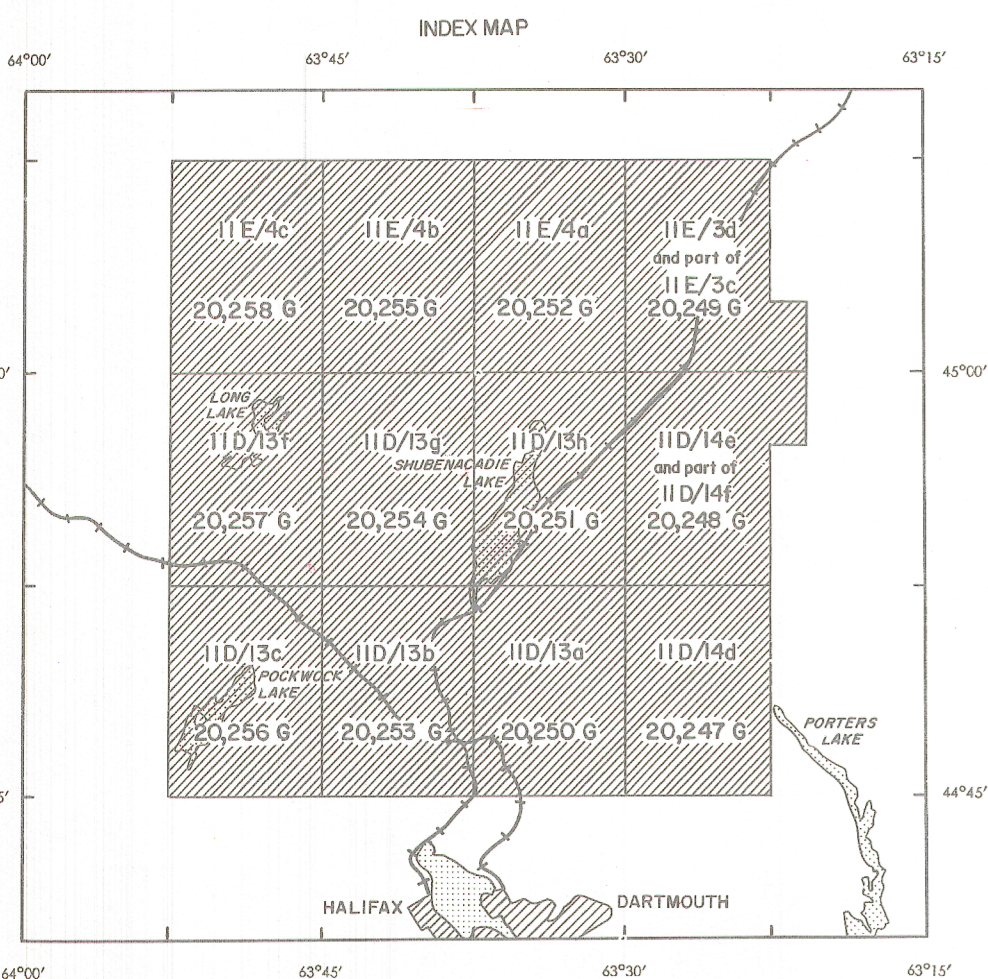 INDEX MAP
64°00′ 63°45′ 63°30′ 63°15′
11E/4c 11E/4b 11E/4a 11E/3d
and part of
11E/3c
20,258 G 20,255 G 20,252 G 20,249 G
0′ 45°00′
LONG
LAKE
11D/13f 11D/13g 11D/13h 11D/14e
SHUBENACADIE
LAKE
and part of
11D/14f
20,257 G 20,254 G 20,251 G 20,248 G
11D/13c 11D/13b 11D/13a 11D/14d
POCKWOCK
LAKE
20,256 G 20,253 G 20,250 G 20,247 G
PORTERS
LAKE
5′ 44°45′
HALIFAX DARTMOUTH
64°00′ 63°45′ 63°30′ 63°15′